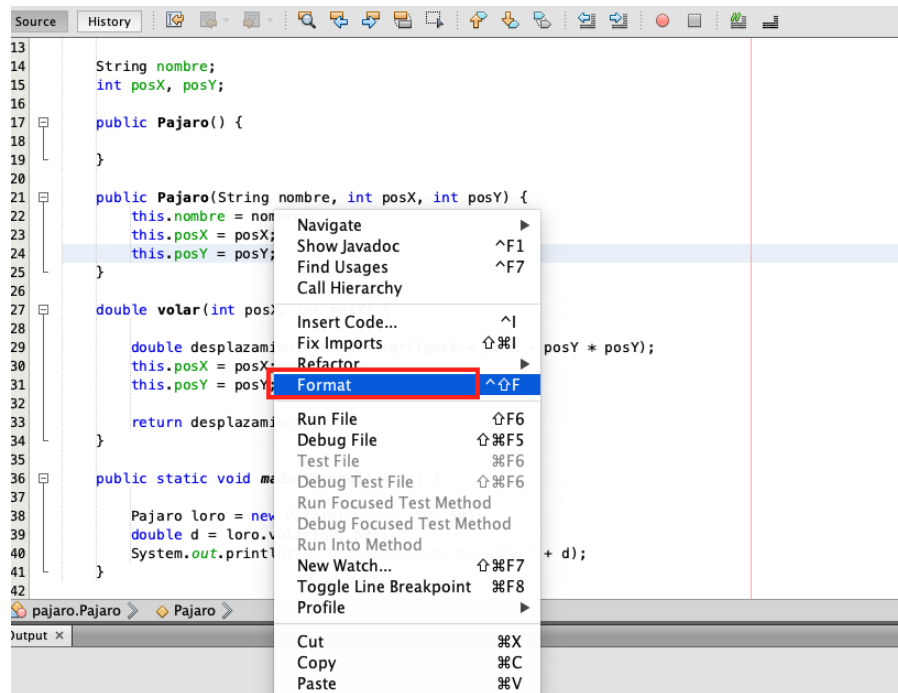 Source History
13
14 String nombre;
15 int posX, posY;
16
17 public Pajaro() {
18
19 }
20
21 public Pajaro(String nombre, int posX, int posY) {
22 this.nombre = nom
23 this.posX = posX;
24 this.posY = posY;
25 }
26
27 double volar(int pos
28
29 double desplazami posY * posY);
30 this.posX = posX;
31 this.posY = posY;
32
33 return desplazami
34 }
35
36 public static void ma
37
38 Pajaro loro = new
39 double d = loro.v
40 System.out.println + d);
41 }
42
Navigate
Show Javadoc ^F1
Find Usages ^F7
Call Hierarchy
Insert Code... ^I
Fix Imports ⇧⌘I
Refactor
Format ^⇧F
Run File ⇧F6
Debug File ⇧⌘F5
Test File ⌘F6
Debug Test File ⇧⌘F6
Run Focused Test Method
Debug Focused Test Method
Run Into Method
New Watch... ⇧⌘F7
Toggle Line Breakpoint ⌘F8
Profile
Cut ⌘X
Copy ⌘C
Paste ⌘V
pajaro.Pajaro Pajaro
Output ×